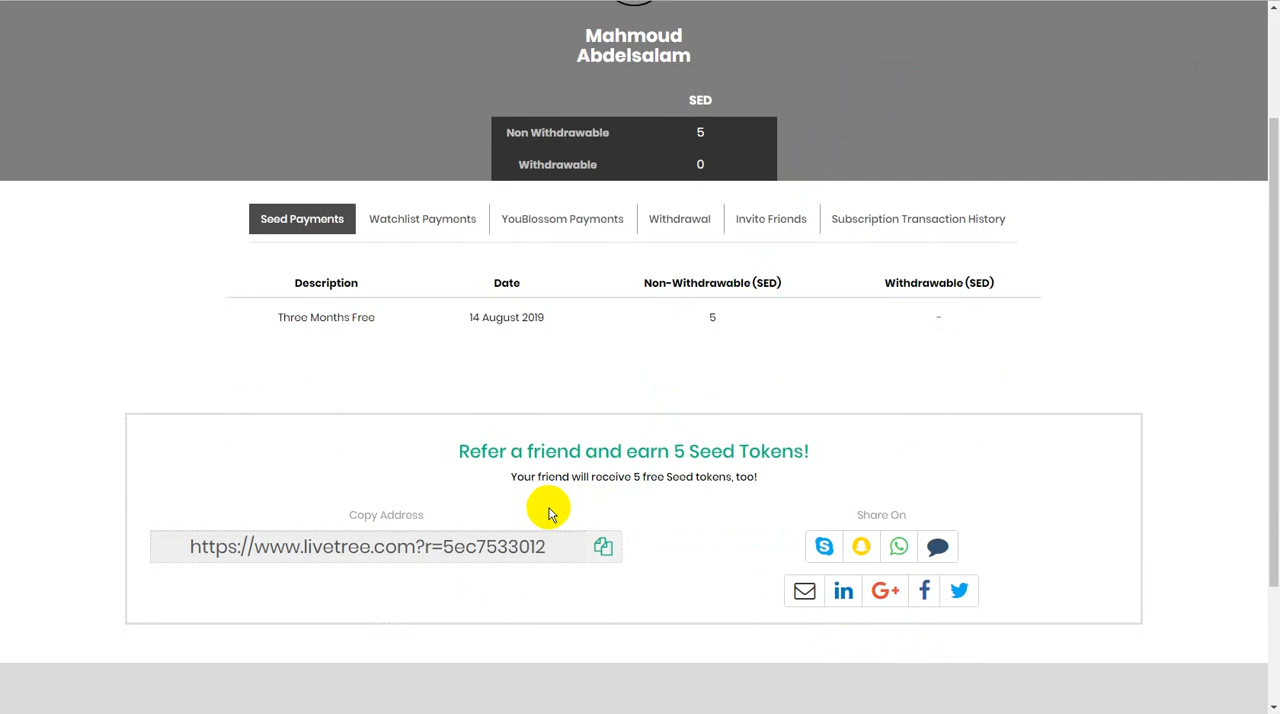 Mahmoud
Abdelsalam
SED
Non Withdrawable 5
Withdrawable 0
Seed Payments Watchlist Payments YouBlossom Payments Withdrawal Invite Friends Subscription Transaction History
Description Date Non-Withdrawable (SED) Withdrawable (SED)
Three Months Free 14 August 2019 5 -
Refer a friend and earn 5 Seed Tokens!
Your friend will receive 5 free Seed tokens, too!
Copy Address Share On
https://www.livetree.com?r=5ec7533012